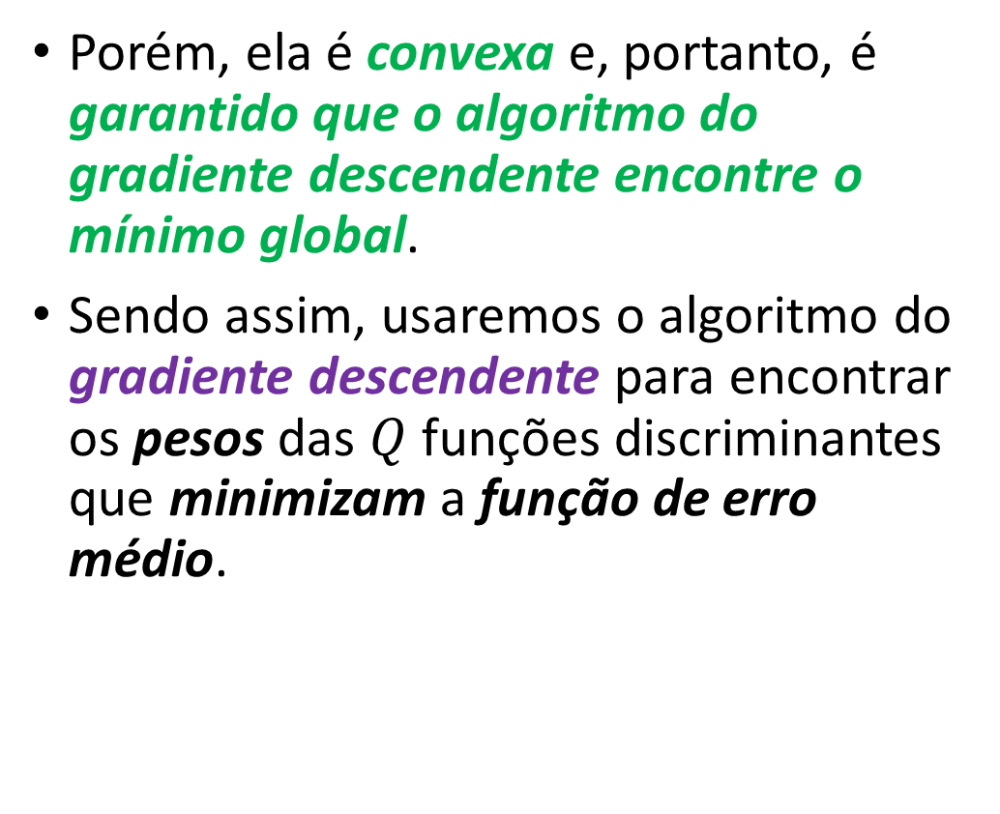 • Porém, ela é convexa e, portanto, é
garantido que o algoritmo do
gradiente descendente encontre o
mínimo global.
• Sendo assim, usaremos o algoritmo do
gradiente descendente para encontrar
os pesos das Q funções discriminantes
que minimizam a função de erro
médio.